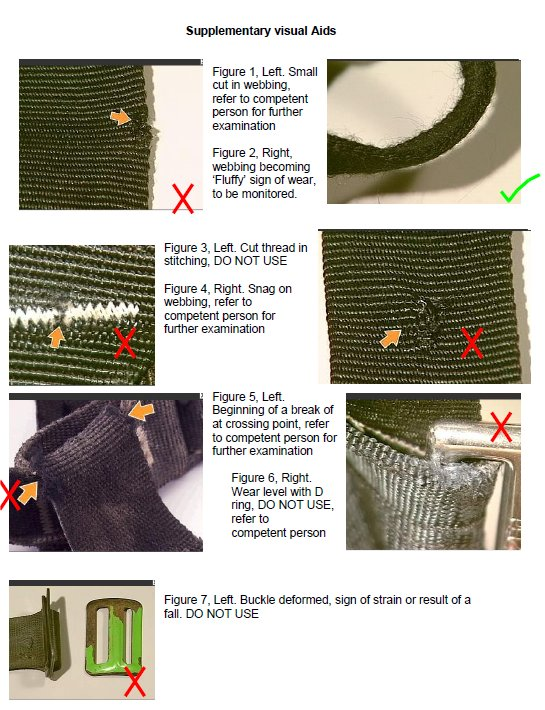 Supplementary visual Aids
Figure 1, Left. Small
cut in webbing,
refer to competent
person for further
examination
Figure 2, Right,
webbing becoming
'Fluffy' sign of wear,
to be monitored.
Figure 3, Left. Cut thread in
stitching, DO NOT USE
Figure 4, Right. Snag on
webbing, refer to
competent person for
further examination
Figure 5, Left.
Beginning of a break of
at crossing point, refer
to competent person for
further examination
Figure 6, Right.
Wear level with D
ring, DO NOT USE,
refer to
competent person
Figure 7, Left. Buckle deformed, sign of strain or result of a
fall. DO NOT USE